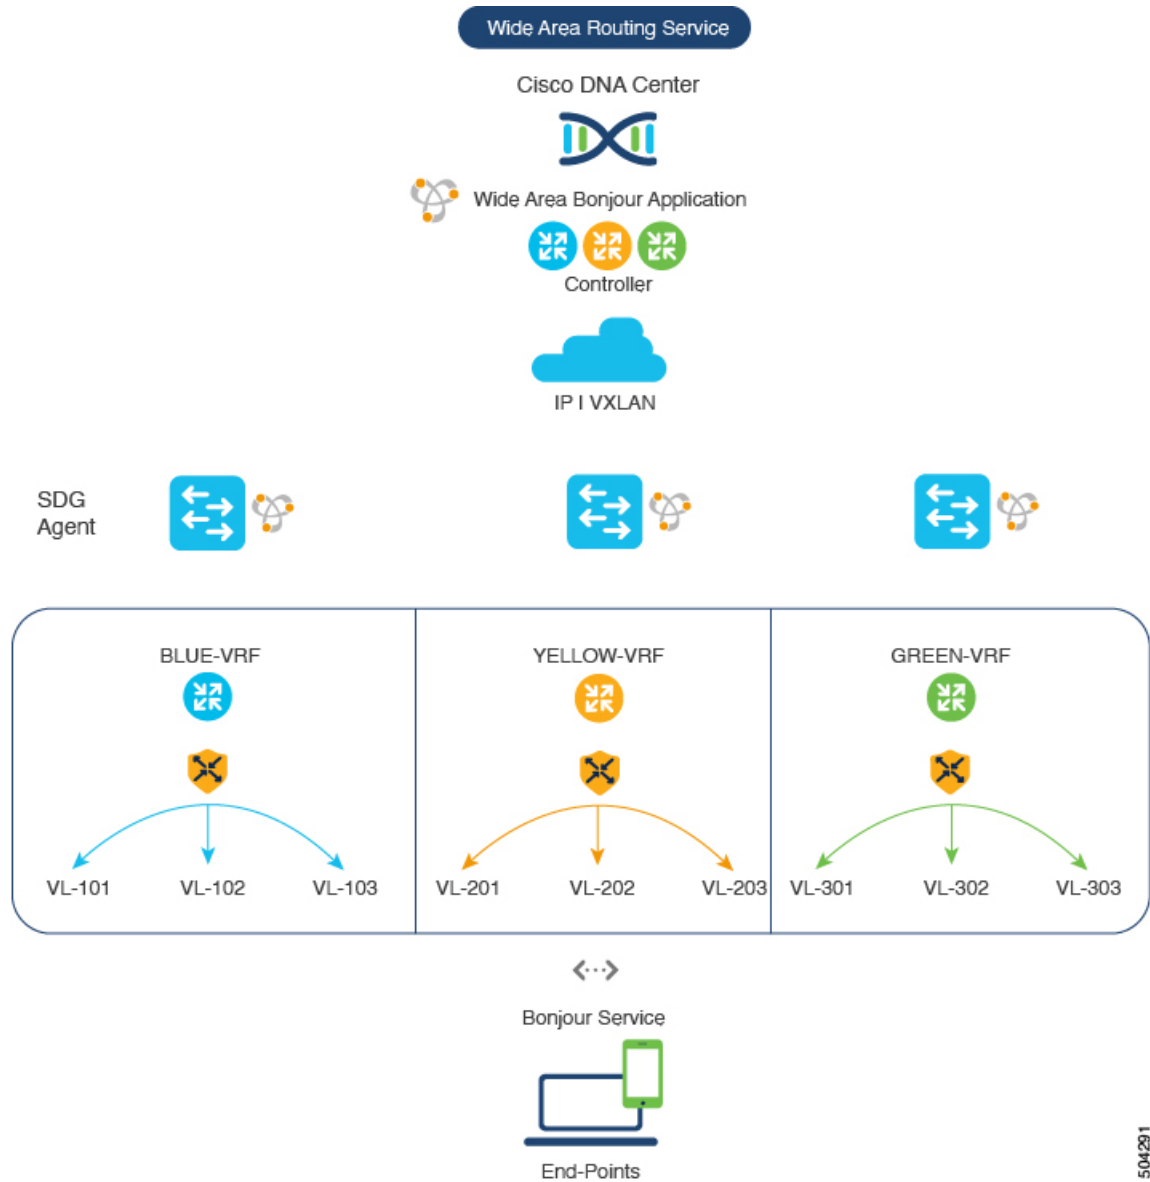 Wide Area Routing Service
Cisco DNA Center
Wide Area Bonjour Application
Controller
IP I VXLAN
SDG
Agent
BLUE-VRF
YELLOW-VRF
GREEN-VRF
VL-101
VL-102
VL-103
VL-201
VL-202
VL-203
VL-301
VL-302
VL-303
Bonjour Service
End-Points
504291